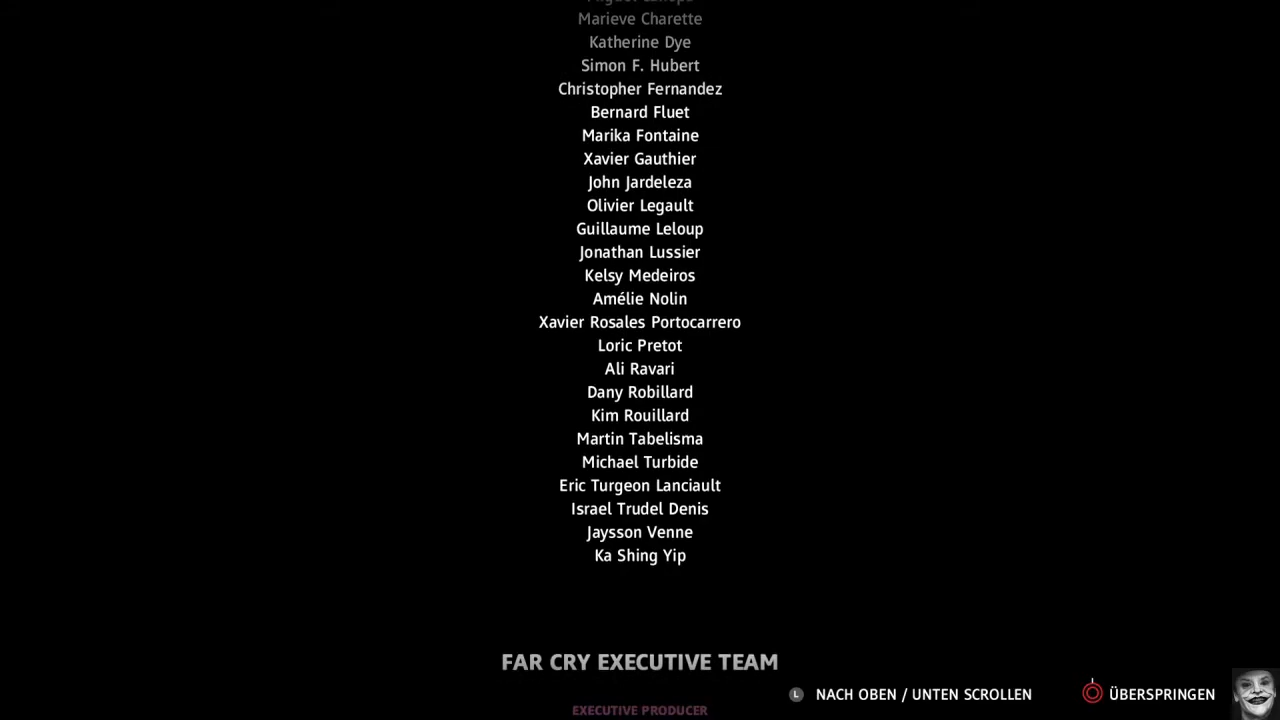 Marieve Charette
Katherine Dye
Simon F. Hubert
Christopher Fernandez
Bernard Fluet
Marika Fontaine
Xavier Gauthier
John Jardeleza
Olivier Legault
Guillaume Leloup
Jonathan Lussier
Kelsy Medeiros
Amélie Nolin
Xavier Rosales Portocarrero
Loric Pretot
Ali Ravari
Dany Robillard
Kim Rouillard
Martin Tabelisma
Michael Turbide
Eric Turgeon Lanciault
Israel Trudel Denis
Jaysson Venne
Ka Shing Yip
FAR CRY EXECUTIVE TEAM
L NACH OBEN / UNTEN SCROLLEN
ÜBERSPRINGEN
EXECUTIVE PRODUCER